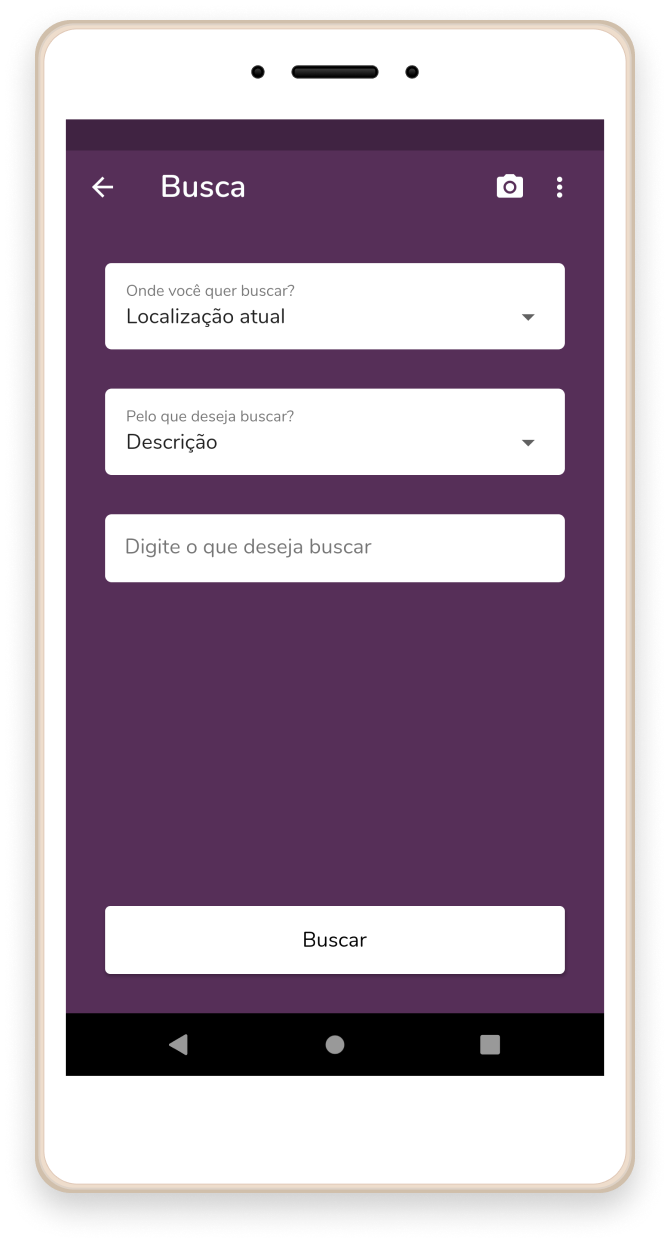 Busca
Onde você quer buscar?
Localização atual
Pelo que deseja buscar?
Descrição
Digite o que deseja buscar
Buscar